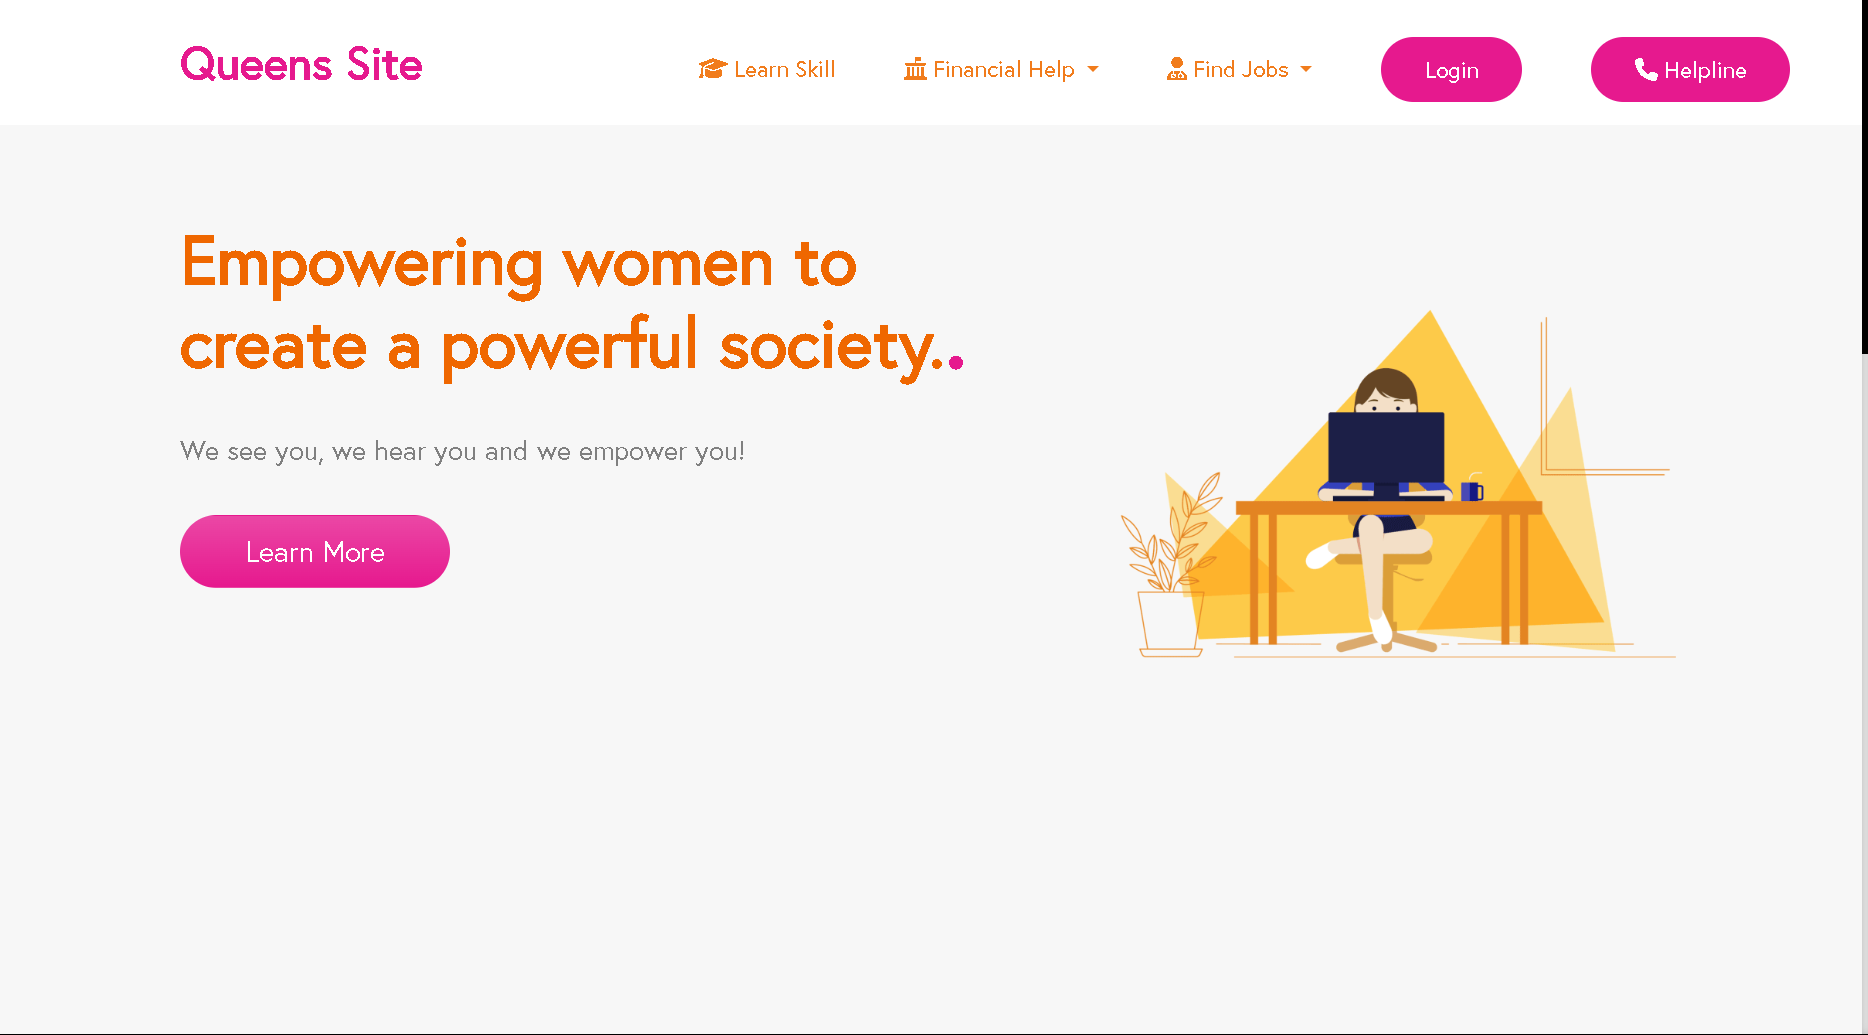 Queens Site
Learn Skill
Financial Help
Find Jobs
Login
Helpline
Empowering women to
create a powerful society..
We see you, we hear you and we empower you!
Learn More